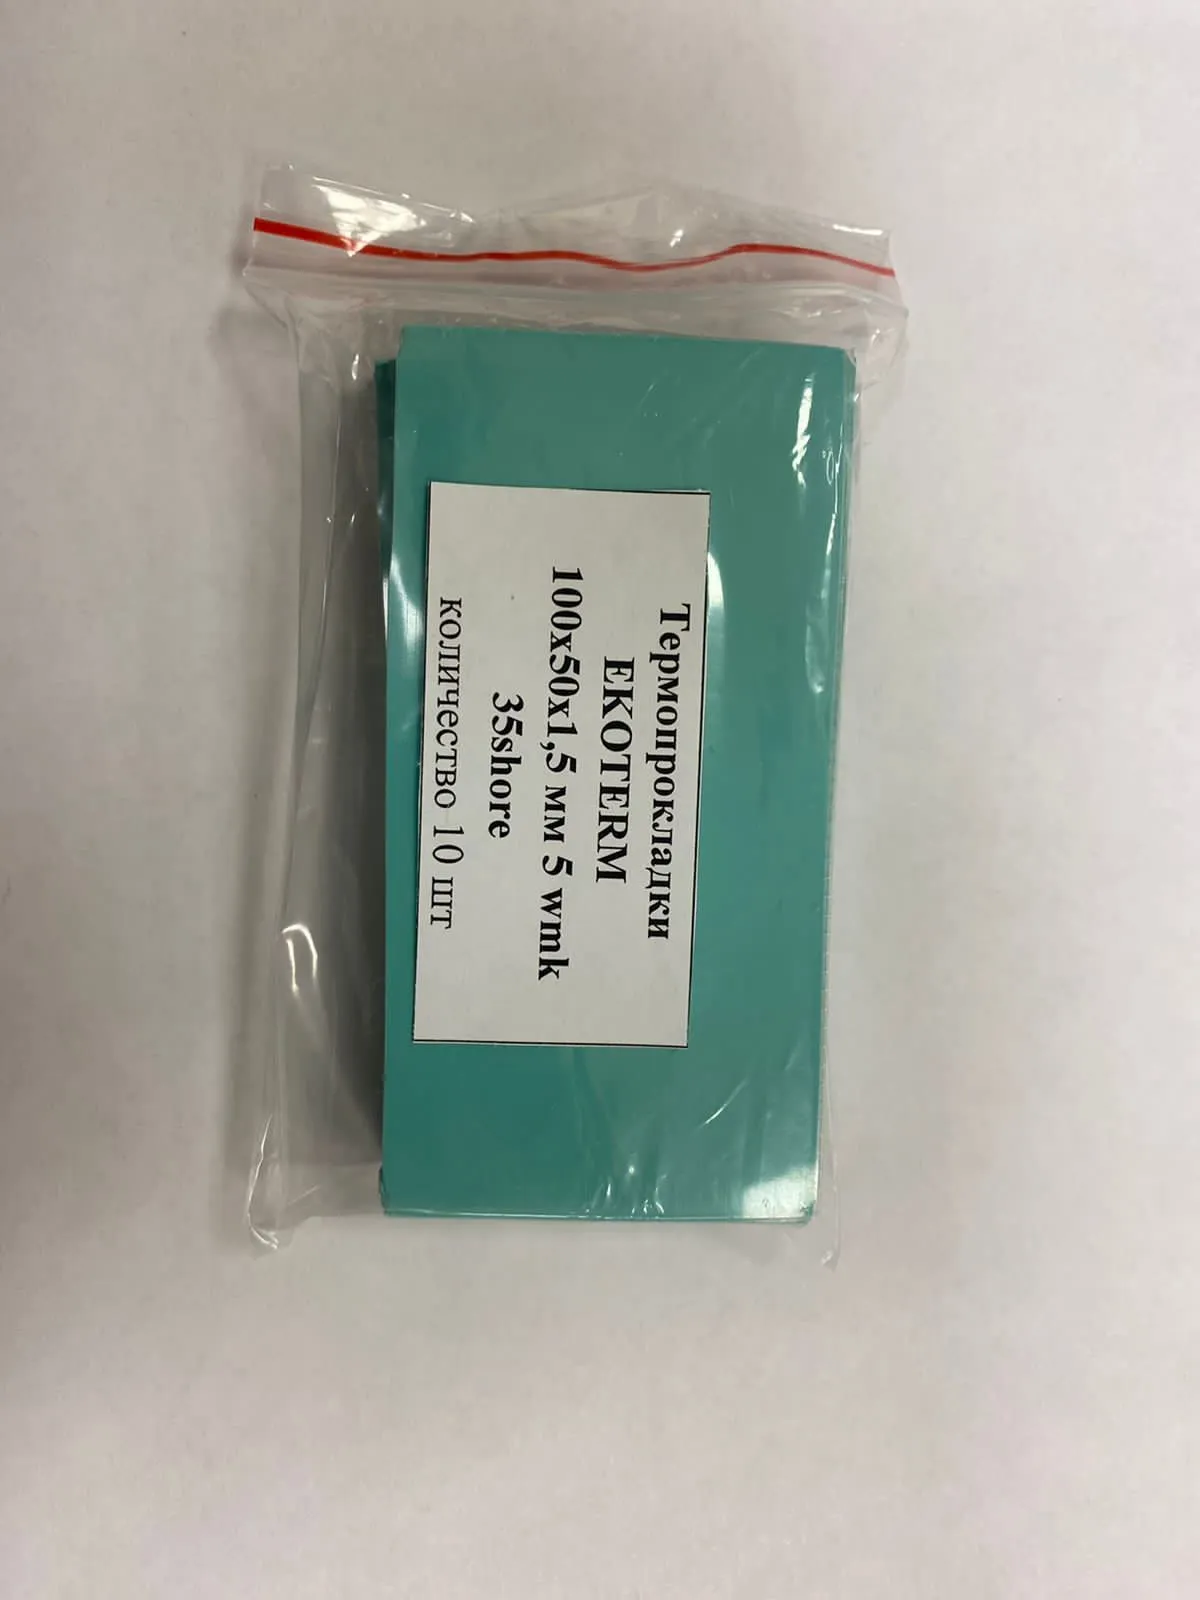 Термопрокладки
EKOTERM
100x50x1,5 мм 5 wmk
35shore
количество 10 шт